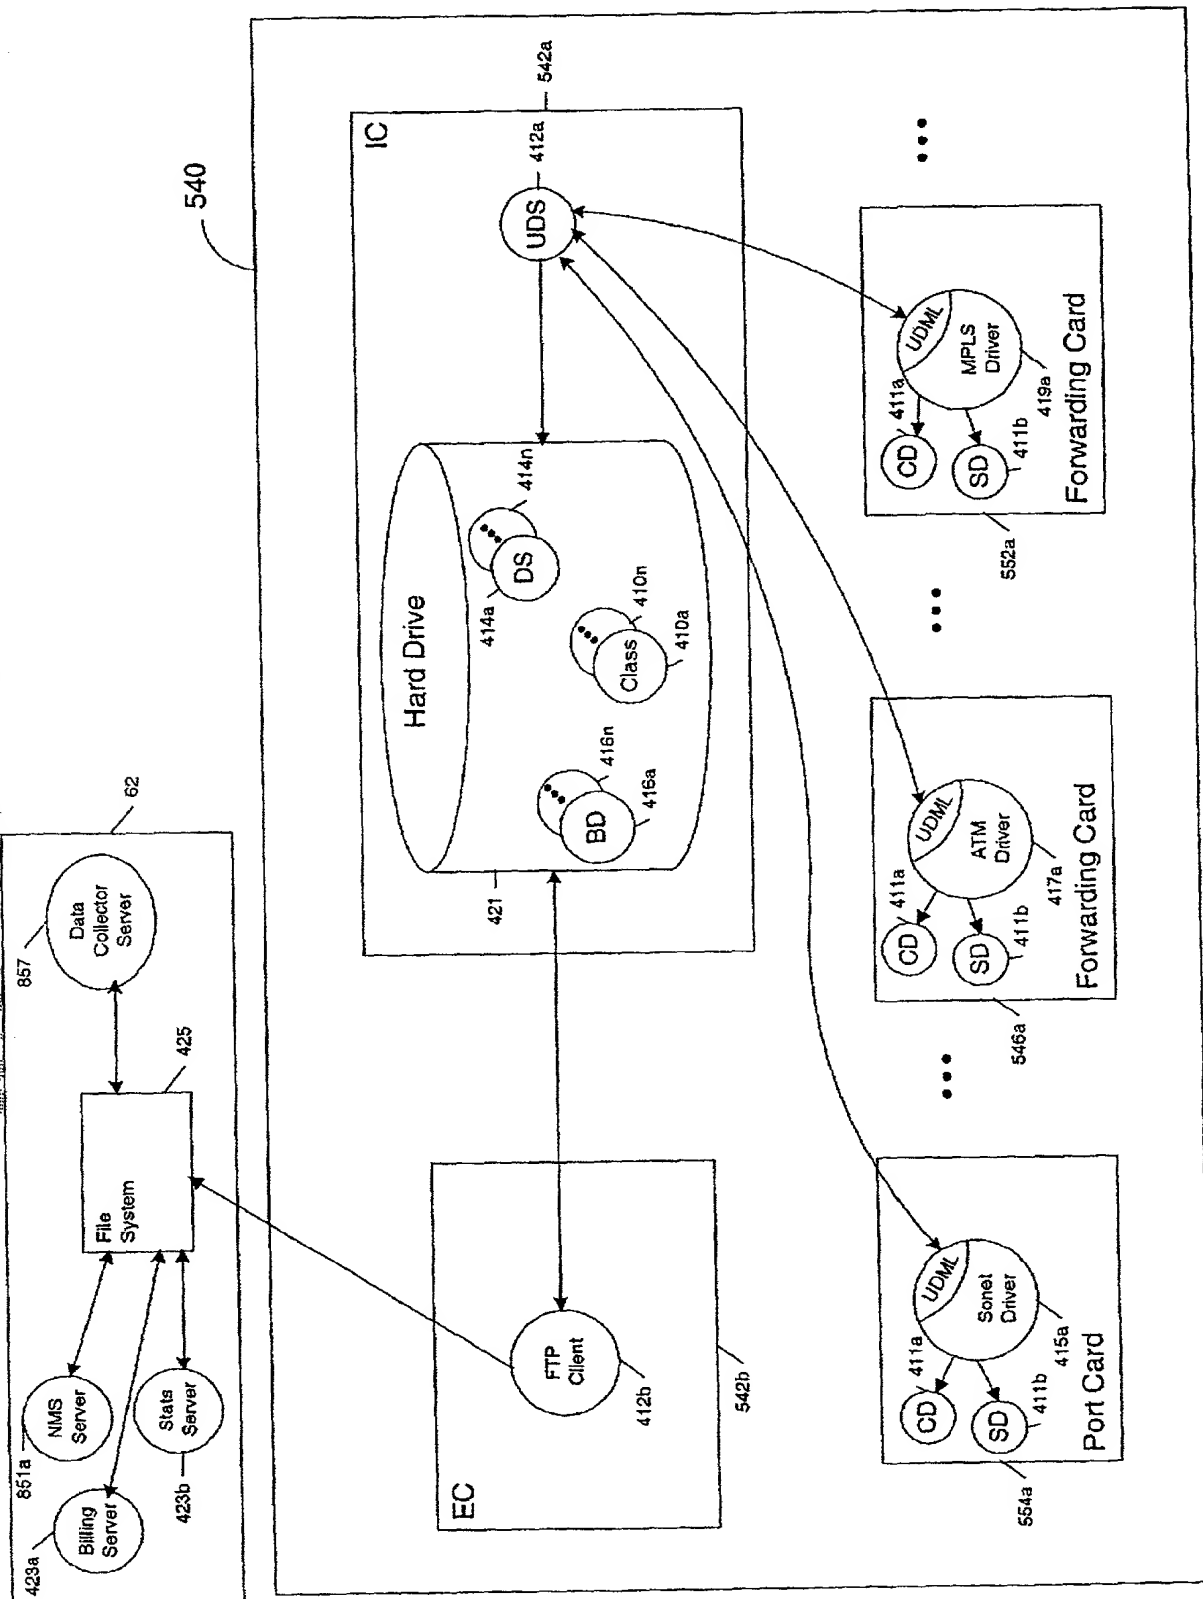 62
857
Data
Collector
Server
425
File
System
851a
NMS
Server
Stats
Server
423b
Billing
Server
423a
540
EC
FTP
Client
412b
542b
IC
542a
UDS
412a
Hard Drive
421
BD
416n
416a
DS
414n
414a
Class
410n
410a
UDML
Sonet
Driver
415a
CD
411a
SD
411b
Port Card
554a
UDML
ATM
Driver
417a
CD
411a
SD
411b
Forwarding Card
546a
UDML
MPLS
Driver
419a
CD
411a
SD
411b
Forwarding Card
552a